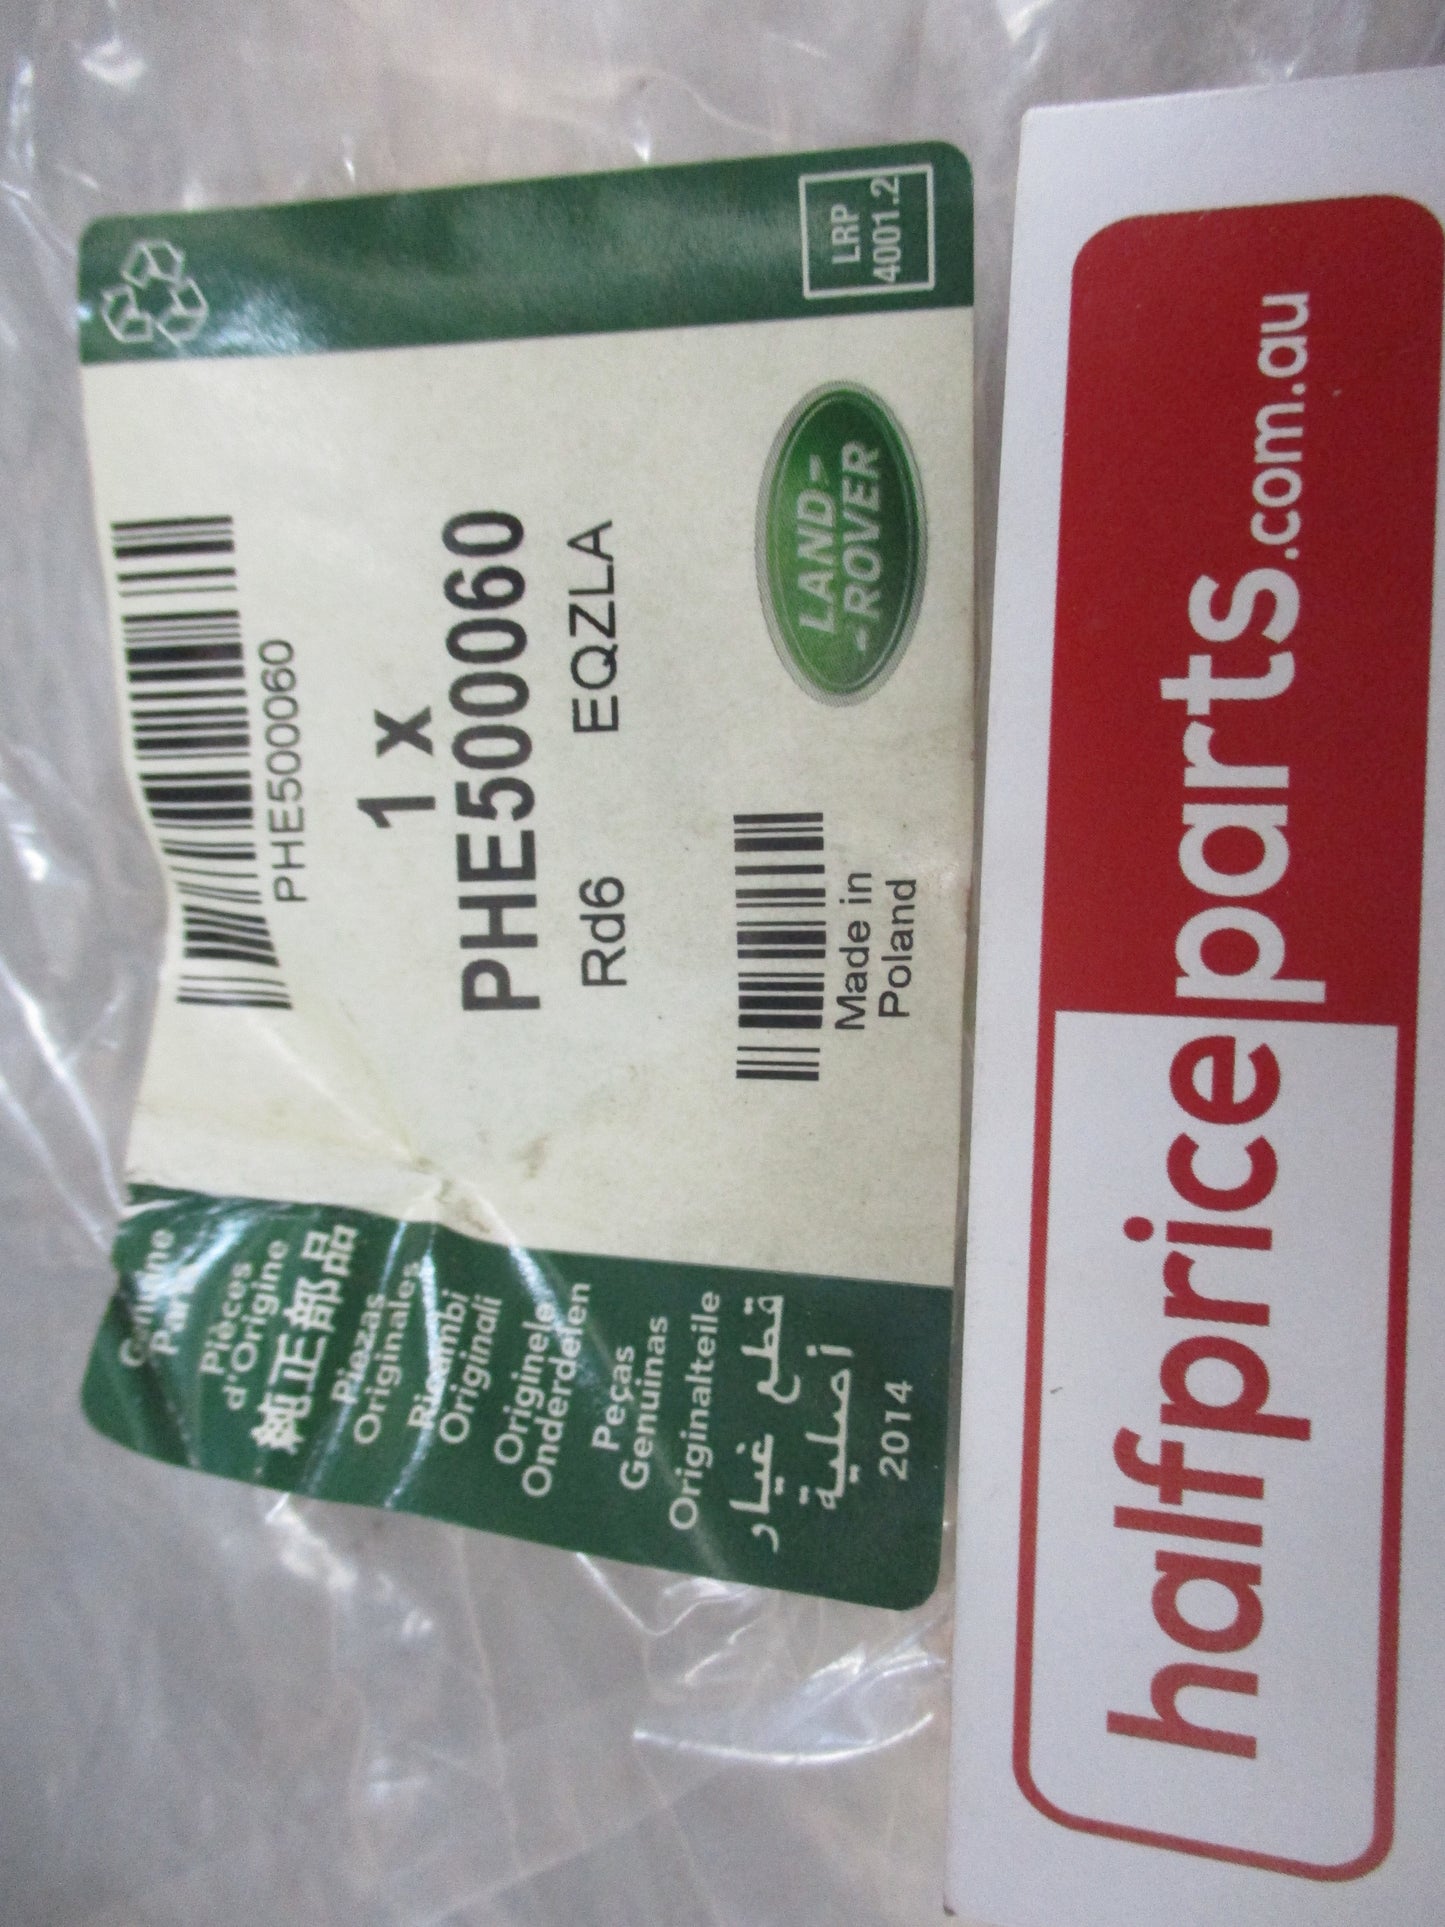 Genuine
Parts
Pièces
d'Origine
純正部品
Piezas
Originales
Ricambi
Originali
Originele
Onderdelen
Peças
Genuinas
Originalteile
قطع غيار
أصلية
2014
PHE500060
1 x
PHE500060
Rd6 EQZLA
Made in
Poland
LAND-
-ROVER
LRP
4001.2
halfpriceparts.com.au